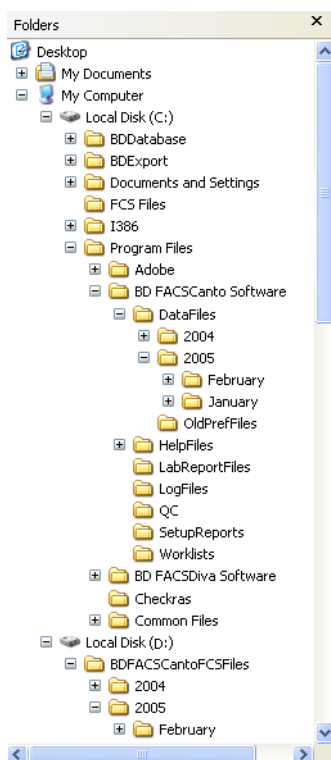 Folders
Desktop
My Documents
My Computer
Local Disk (C:)
BDDatabase
BDExport
Documents and Settings
FCS Files
I386
Program Files
Adobe
BD FACSCanto Software
DataFiles
2004
2005
February
January
OldPrefFiles
HelpFiles
LabReportFiles
LogFiles
QC
SetupReports
Worklists
BD FACSDiva Software
Checkras
Common Files
Local Disk (D:)
BDFACSCantoFCSFiles
2004
2005
February